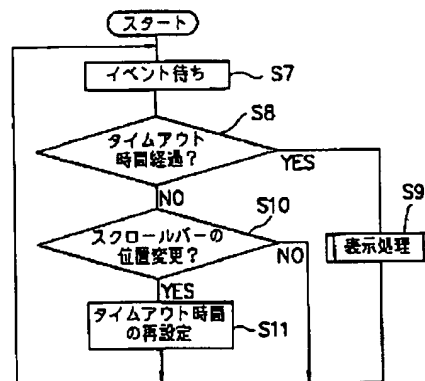 スタート
イベント待ち
S7
S8
タイムアウト
時間経過?
YES
NO
S10
S9
スクロールバーの
位置変更?
NO
表示処理
YES
タイムアウト時間
の再設定
S11